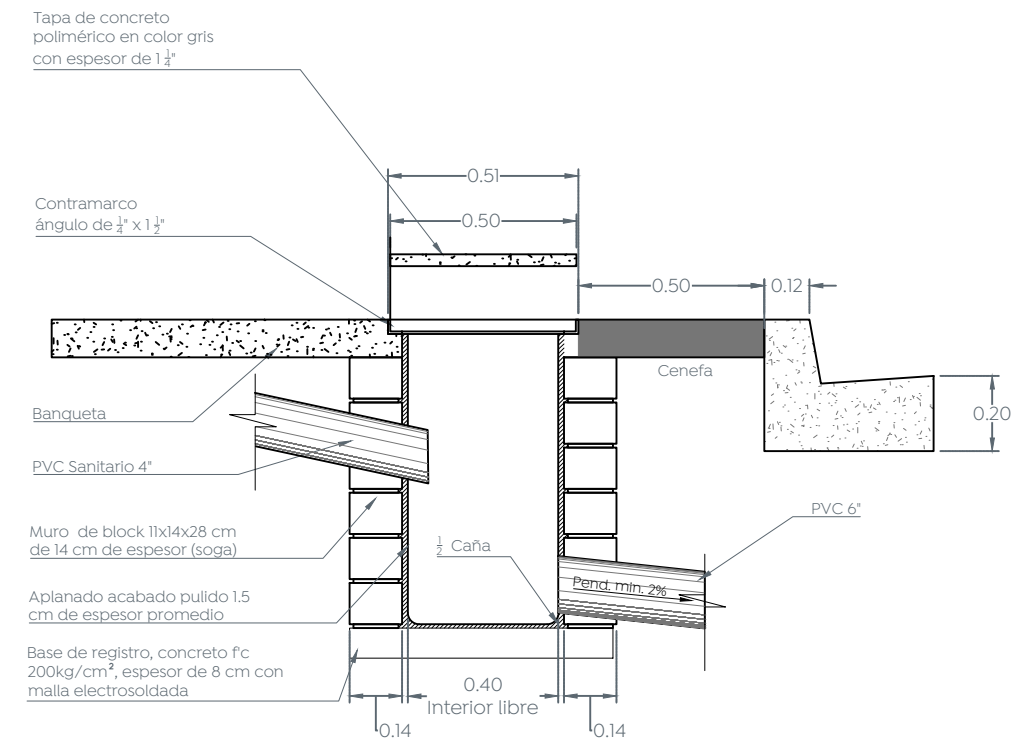 Tapa de concreto
polimérico en color gris
con espesor de 1 1/4"
0.51
Contramarco
ángulo de 1/4" x 1 1/2"
0.50
0.50
0.12
Cenefa
0.20
Banqueta
PVC Sanitario 4"
PVC 6"
Muro de block 11x14x28 cm
de 14 cm de espesor (soga)
1/2 Caña
Pend. min. 2%
Aplanado acabado pulido 1.5
cm de espesor promedio
Base de registro, concreto f'c
200kg/cm², espesor de 8 cm con
malla electrosoldada
0.40
Interior libre
0.14
0.14